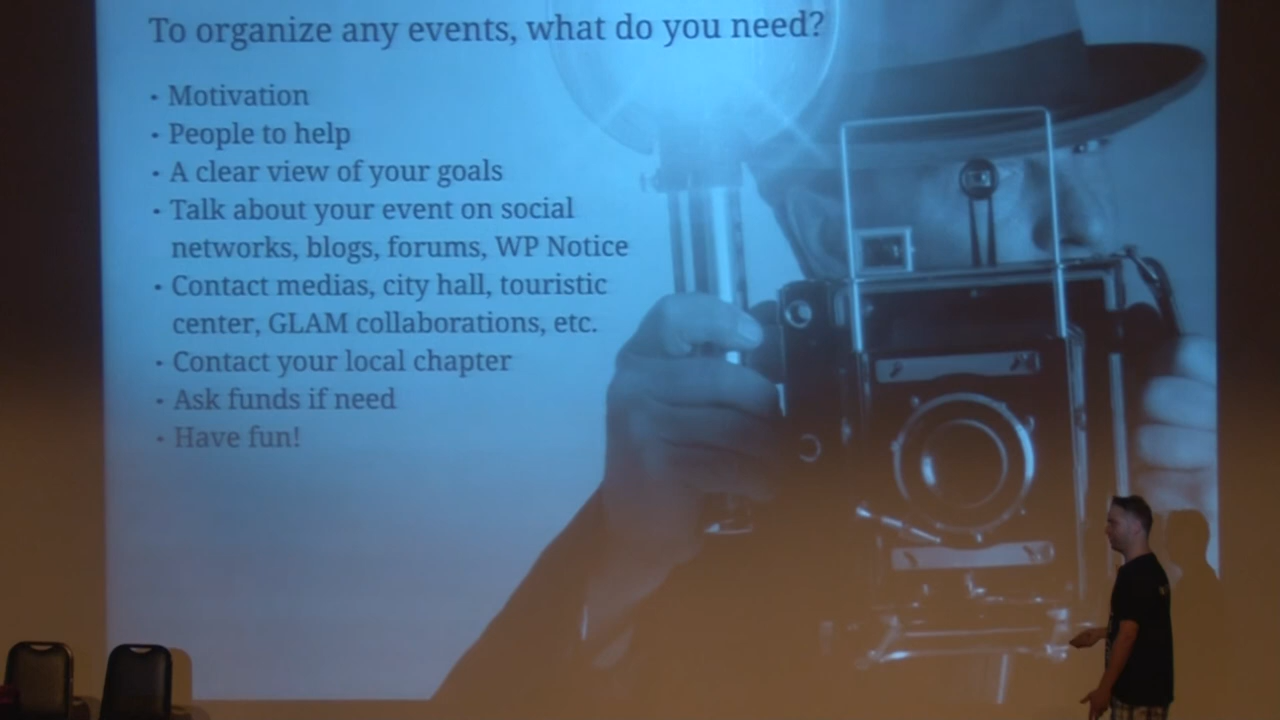 To organize any events, what do you need?
· Motivation
· People to help
· A clear view of your goals
· Talk about your event on social
networks, blogs, forums, WP Notice
· Contact medias, city hall, touristic
center, GLAM collaborations, etc.
· Contact your local chapter
· Ask funds if need
· Have fun!